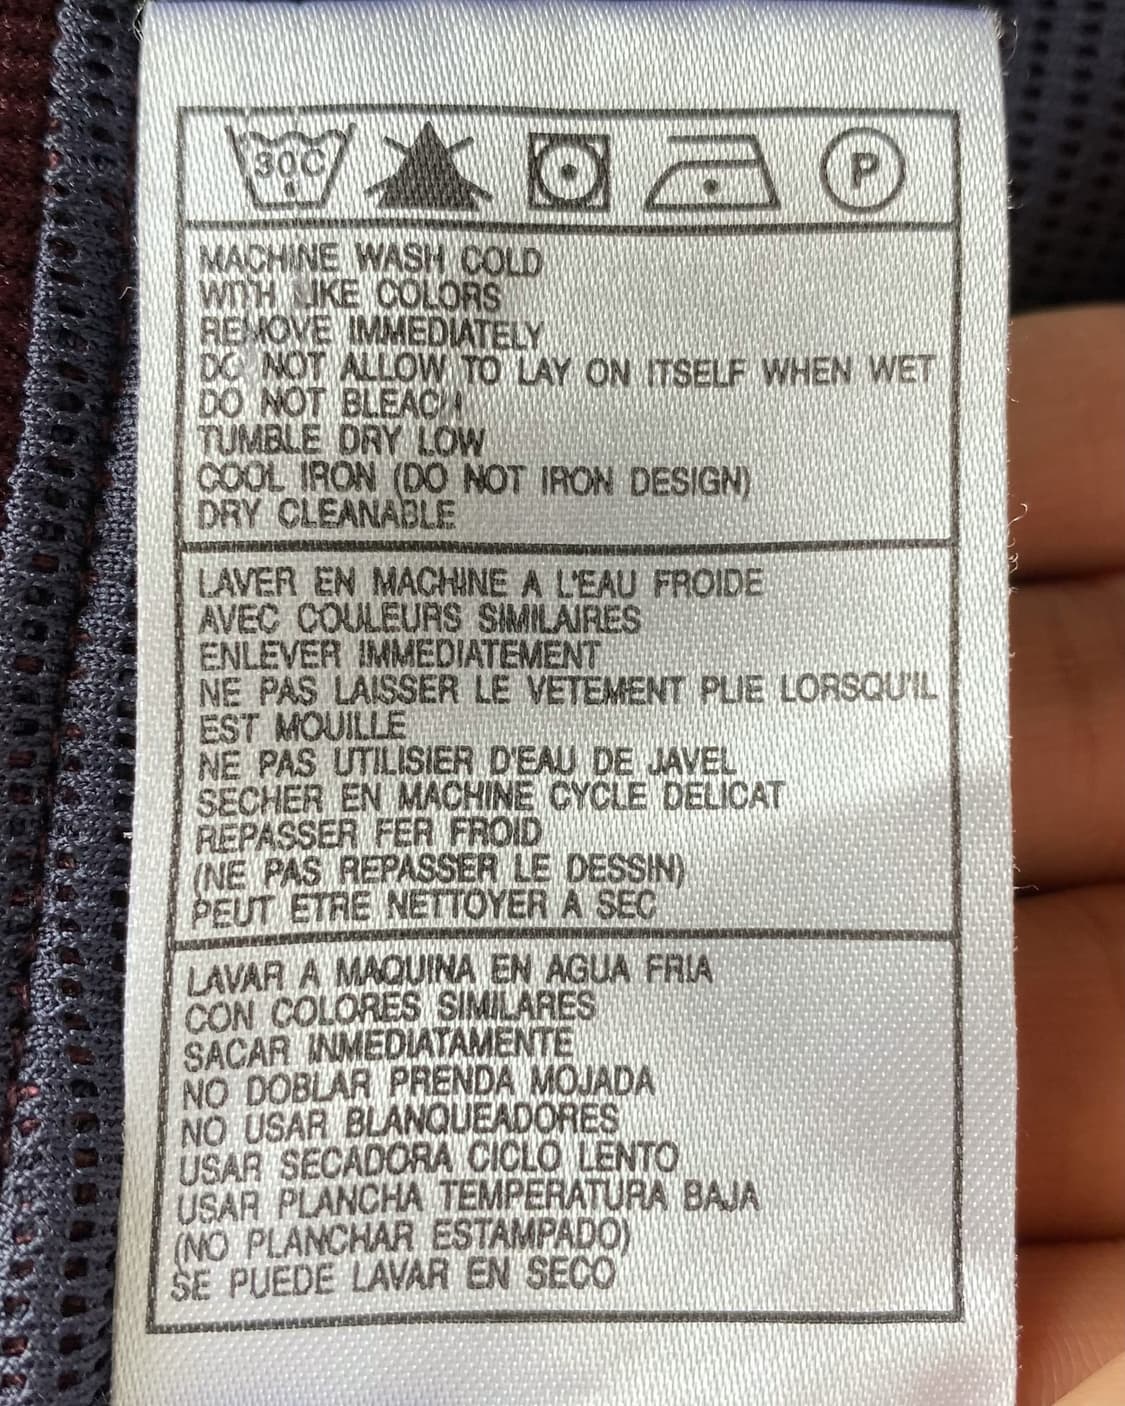 30C
P
MACHINE WASH COLD
WITH LIKE COLORS
REMOVE IMMEDIATELY
DO NOT ALLOW TO LAY ON ITSELF WHEN WET
DO NOT BLEACH
TUMBLE DRY LOW
COOL IRON (DO NOT IRON DESIGN)
DRY CLEANABLE
LAVER EN MACHINE A L'EAU FROIDE
AVEC COULEURS SIMILAIRES
ENLEVER IMMEDIATEMENT
NE PAS LAISSER LE VETEMENT PLIE LORSQU'IL
EST MOUILLE
NE PAS UTILISIER D'EAU DE JAVEL
SECHER EN MACHINE CYCLE DELICAT
REPASSER FER FROID
(NE PAS REPASSER LE DESSIN)
PEUT ETRE NETTOYER A SEC
LAVAR A MAQUINA EN AGUA FRIA
CON COLORES SIMILARES
SACAR INMEDIATAMENTE
NO DOBLAR PRENDA MOJADA
NO USAR BLANQUEADORES
USAR SECADORA CICLO LENTO
USAR PLANCHA TEMPERATURA BAJA
(NO PLANCHAR ESTAMPADO)
SE PUEDE LAVAR EN SECO